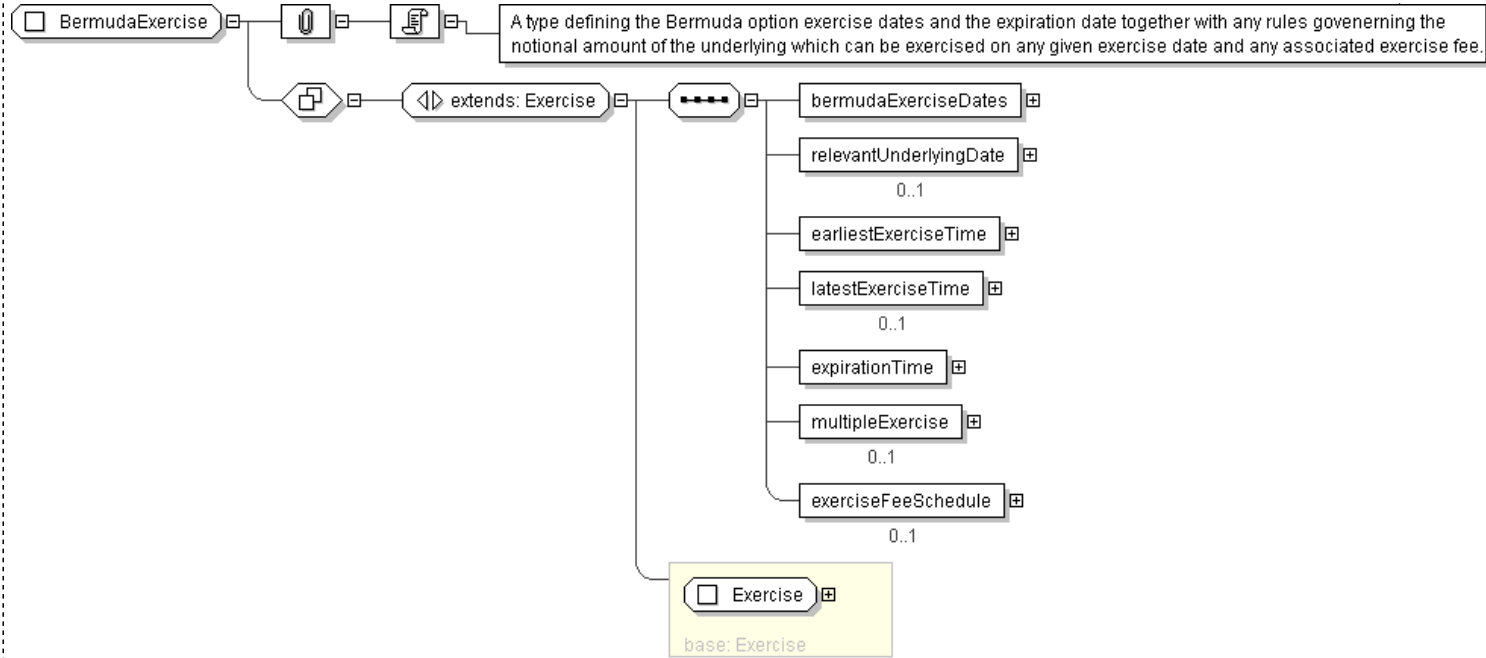 BermudaExercise
A type defining the Bermuda option exercise dates and the expiration date together with any rules govenerning the
notional amount of the underlying which can be exercised on any given exercise date and any associated exercise fee.
extends: Exercise
bermudaExerciseDates
relevantUnderlyingDate
0..1
earliestExerciseTime
latestExerciseTime
0..1
expirationTime
multipleExercise
0..1
exerciseFeeSchedule
0..1
Exercise
base: Exercise